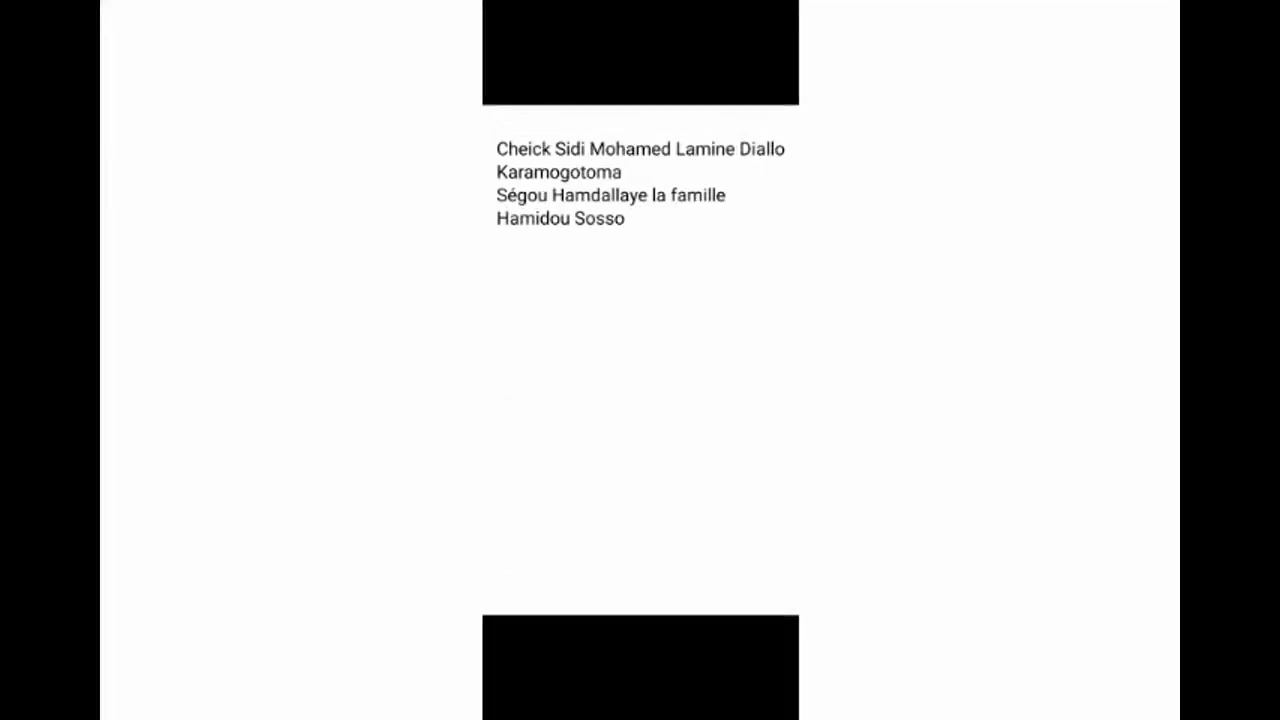 Cheick Sidi Mohamed Lamine Diallo
Karamogotoma
Ségou Hamdallaye la famille
Hamidou Sosso